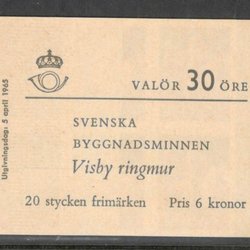 Utgivningsdag: 5 april 1965
VALÖR 30 ÖRE
SVENSKA
BYGGNADSMINNEN
Visby ringmur
20 stycken frimärken Pris 6 kronor